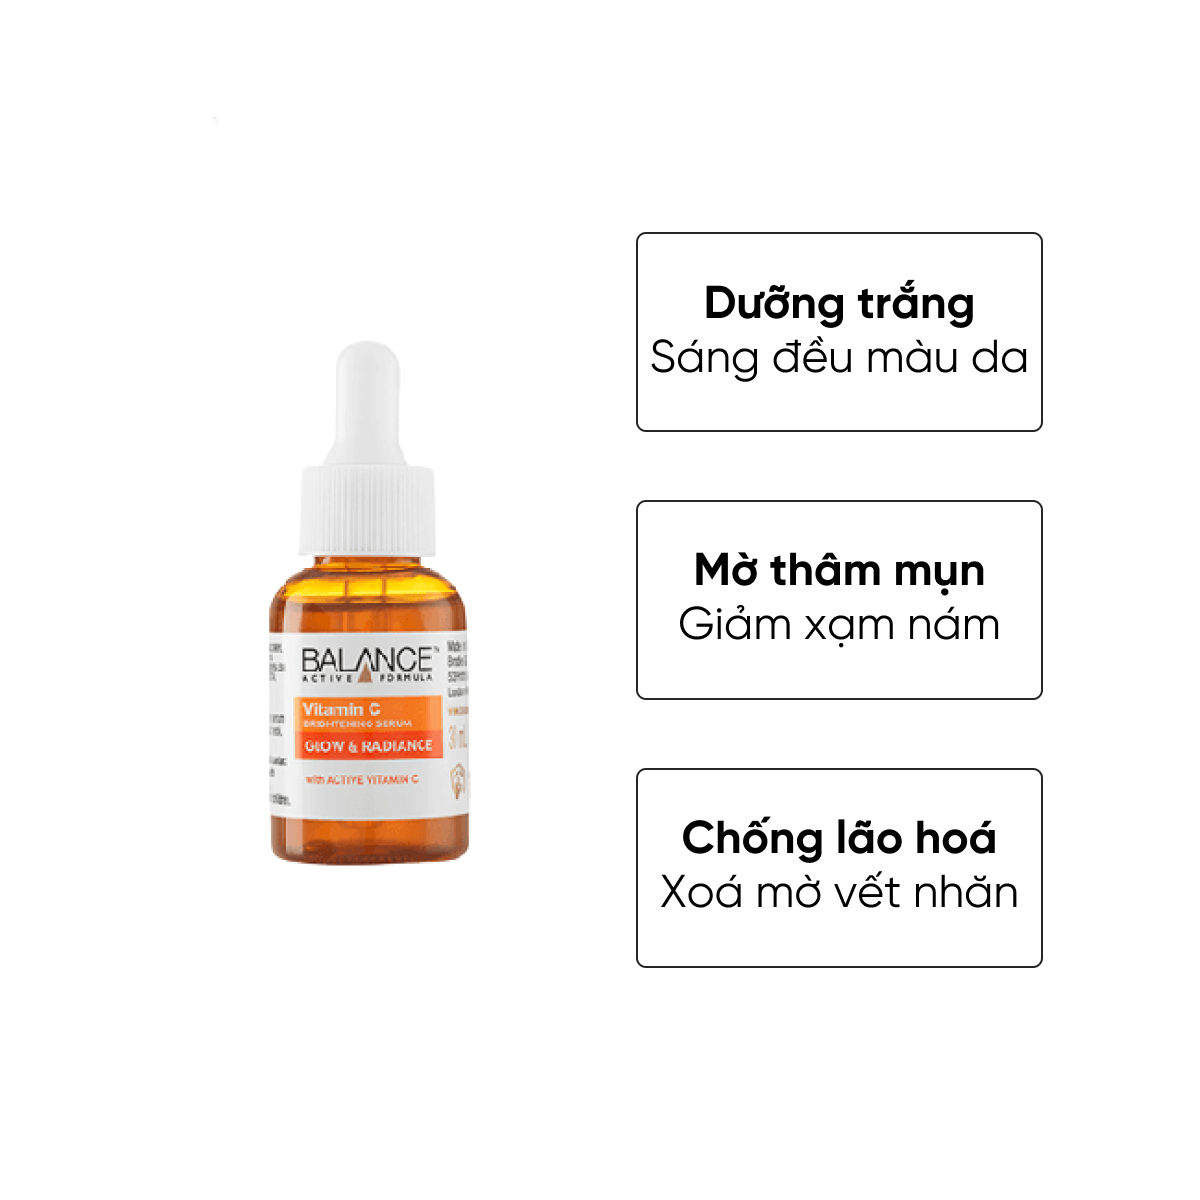 BALANCE
ACTIVE FORMULA
Vitamin C
BRIGHTENING SERUM
GLOW & RADIANCE
with ACTIVE VITAMIN C
Dưỡng trắng
Sáng đều màu da
Mờ thâm mụn
Giảm xạm nám
Chống lão hoá
Xoá mờ vết nhăn